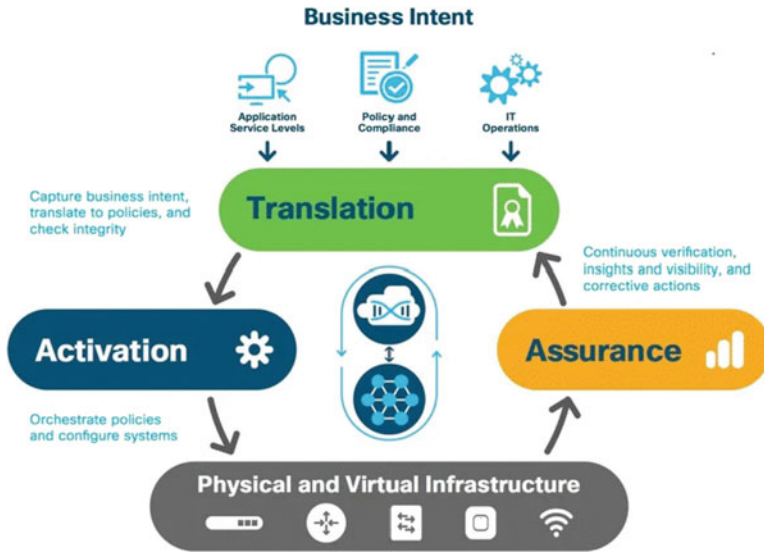 Business Intent
Application
Service Levels
Policy and
Compliance
IT
Operations
Translation
Capture business intent,
translate to policies, and
check integrity
Continuous verification,
insights and visibility, and
corrective actions
Activation
Assurance
Orchestrate policies
and configure systems
Physical and Virtual Infrastructure